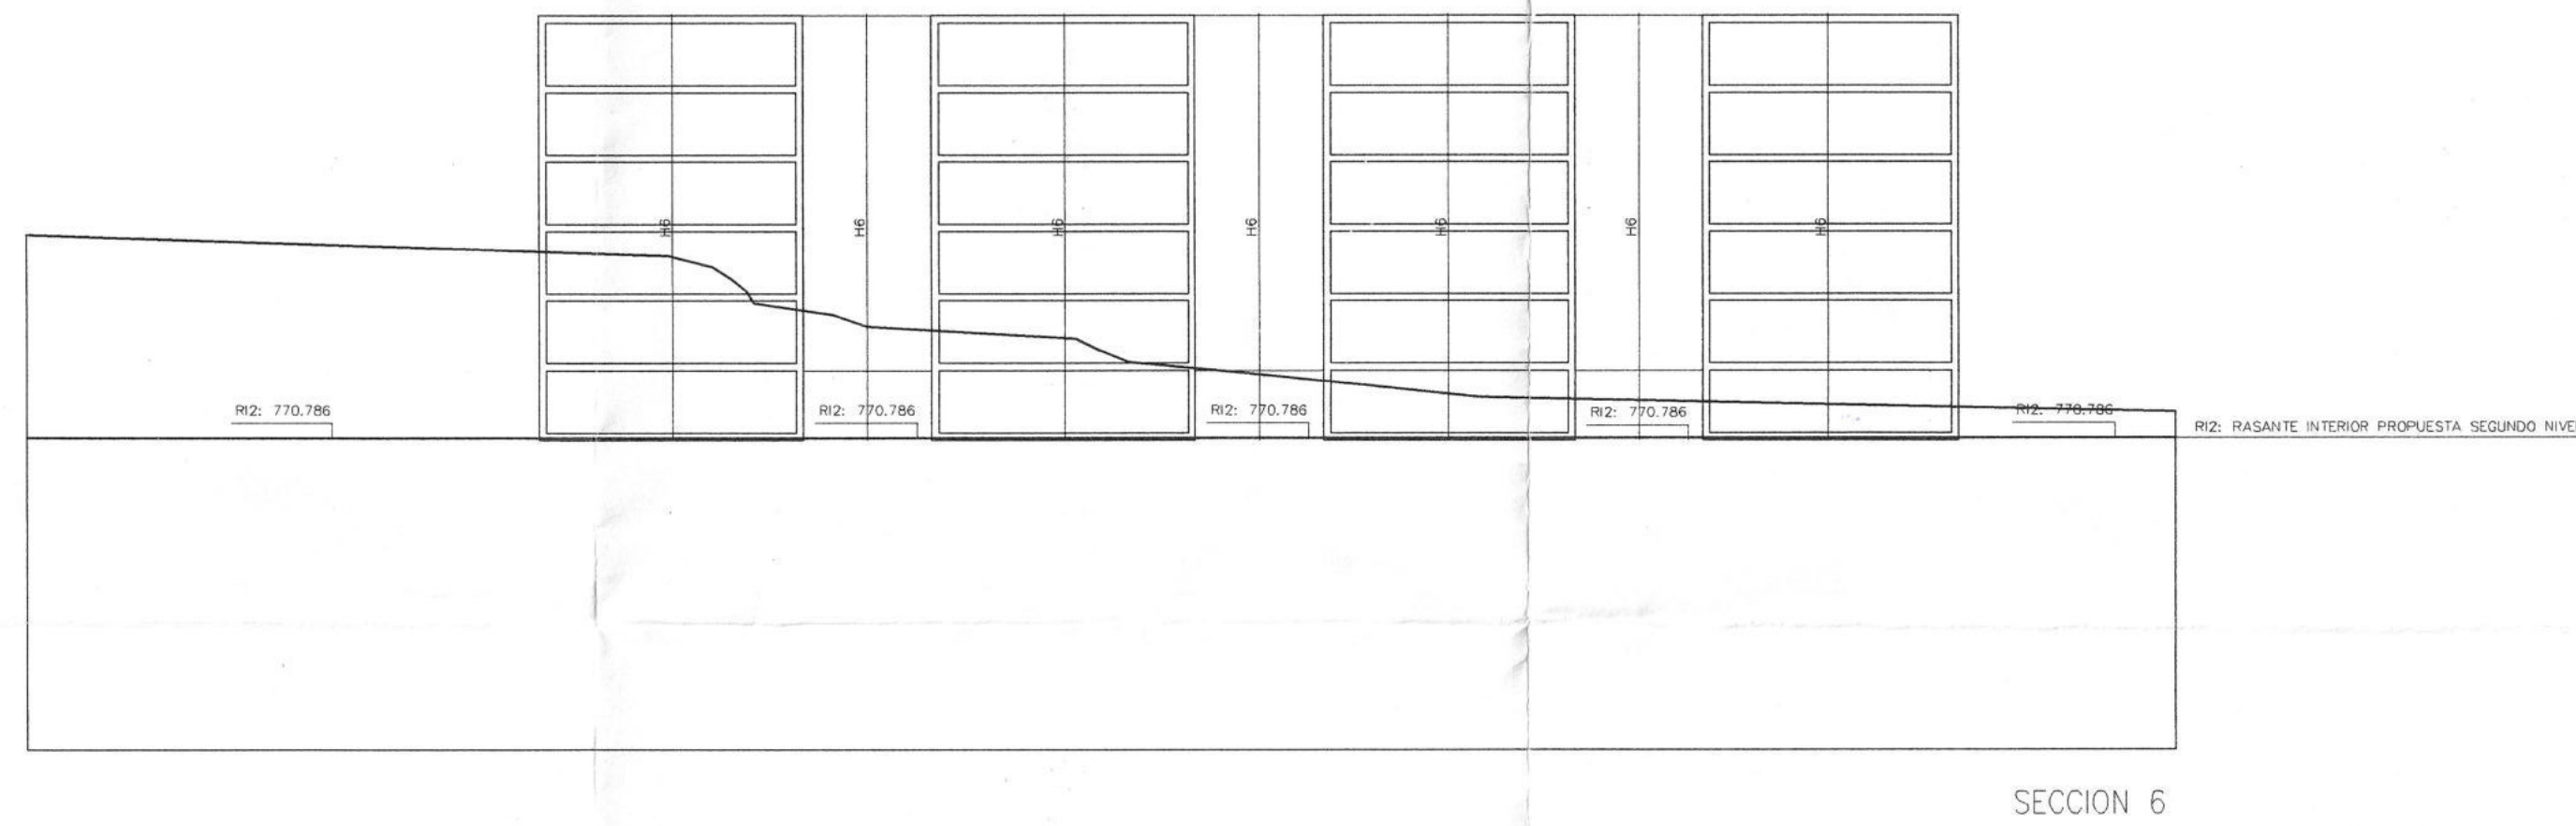 H6
H6
H6
H6
H6
H6
H6
RI2: 770.786
RI2: 770.786
RI2: 770.786
RI2: 770.786
RI2: 770.786
RI2: RASANTE INTERIOR PROPUESTA SEGUNDO NIVE
SECCION 6